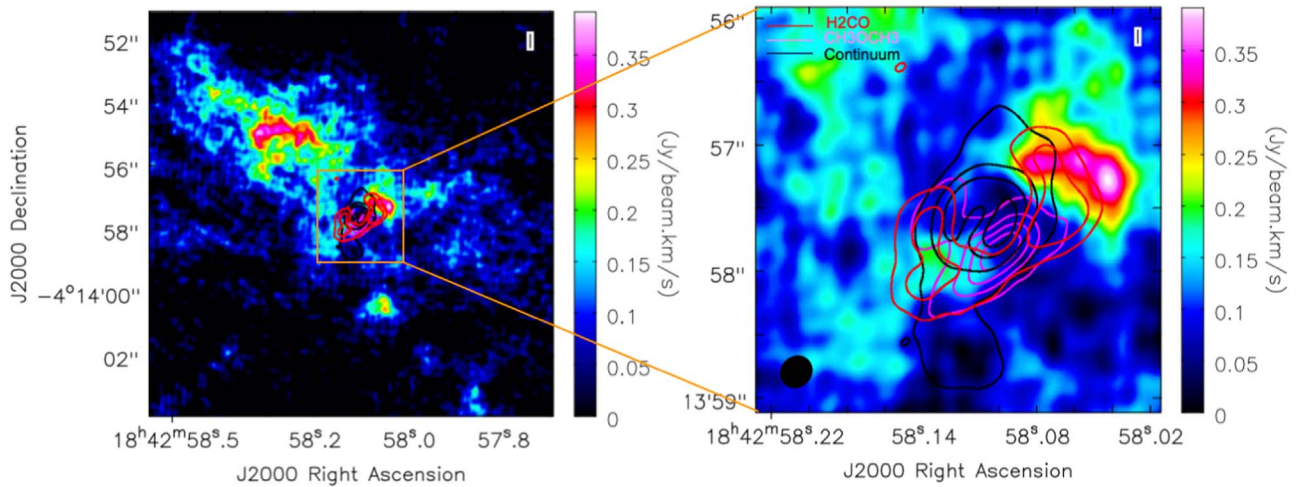 52"
54"
56"
58"
−4°14'00"
02"
J2000 Declination
18ʰ42ᵐ58ˢ.5
58ˢ.2
58ˢ.0
57ˢ.8
J2000 Right Ascension
0.35
0.3
0.25
0.2
0.15
0.1
0.05
0
(Jy/beam.km/s)
I
H2CO
CH3OCH3
Continuum
I
56"
57"
58"
13'59"
18ʰ42ᵐ58ˢ.22
58ˢ.14
58ˢ.08
58ˢ.02
J2000 Right Ascension
0.35
0.3
0.25
0.2
0.15
0.1
0.05
0
(Jy/beam.km/s)